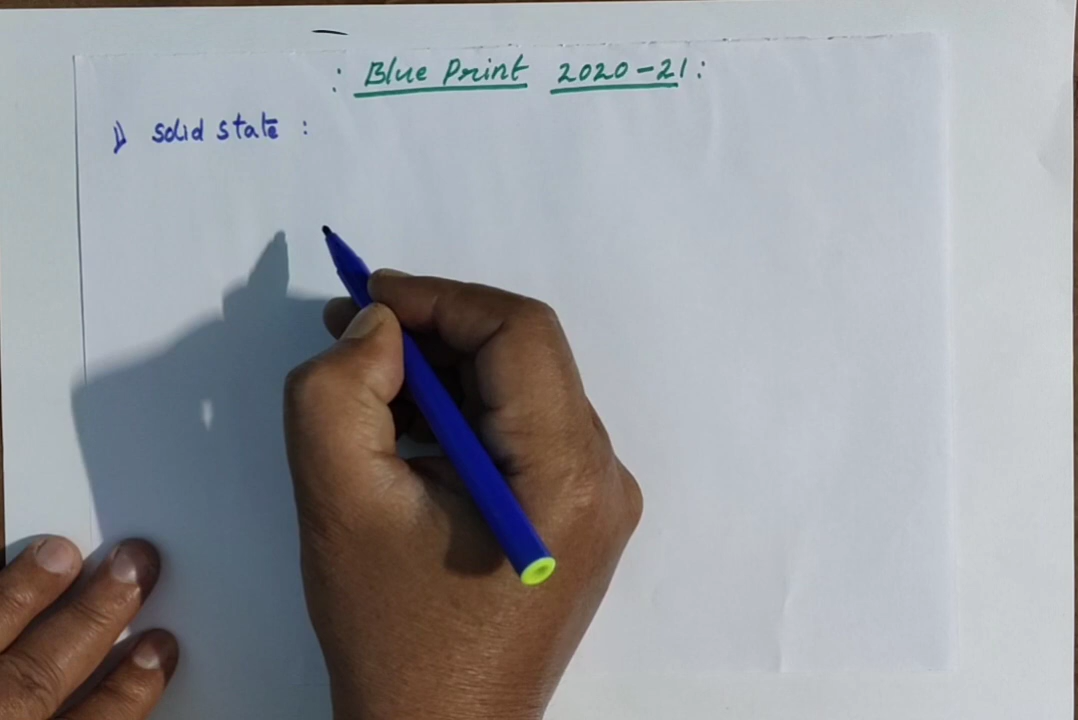 : Blue Print 2020-21 :
1) solid state :